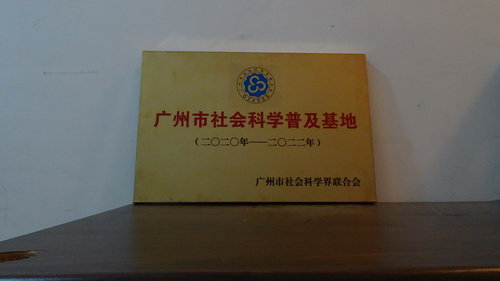 广州市社会科学普及基地
(二〇二〇年——二〇二二年)
广州市社会科学界联合会